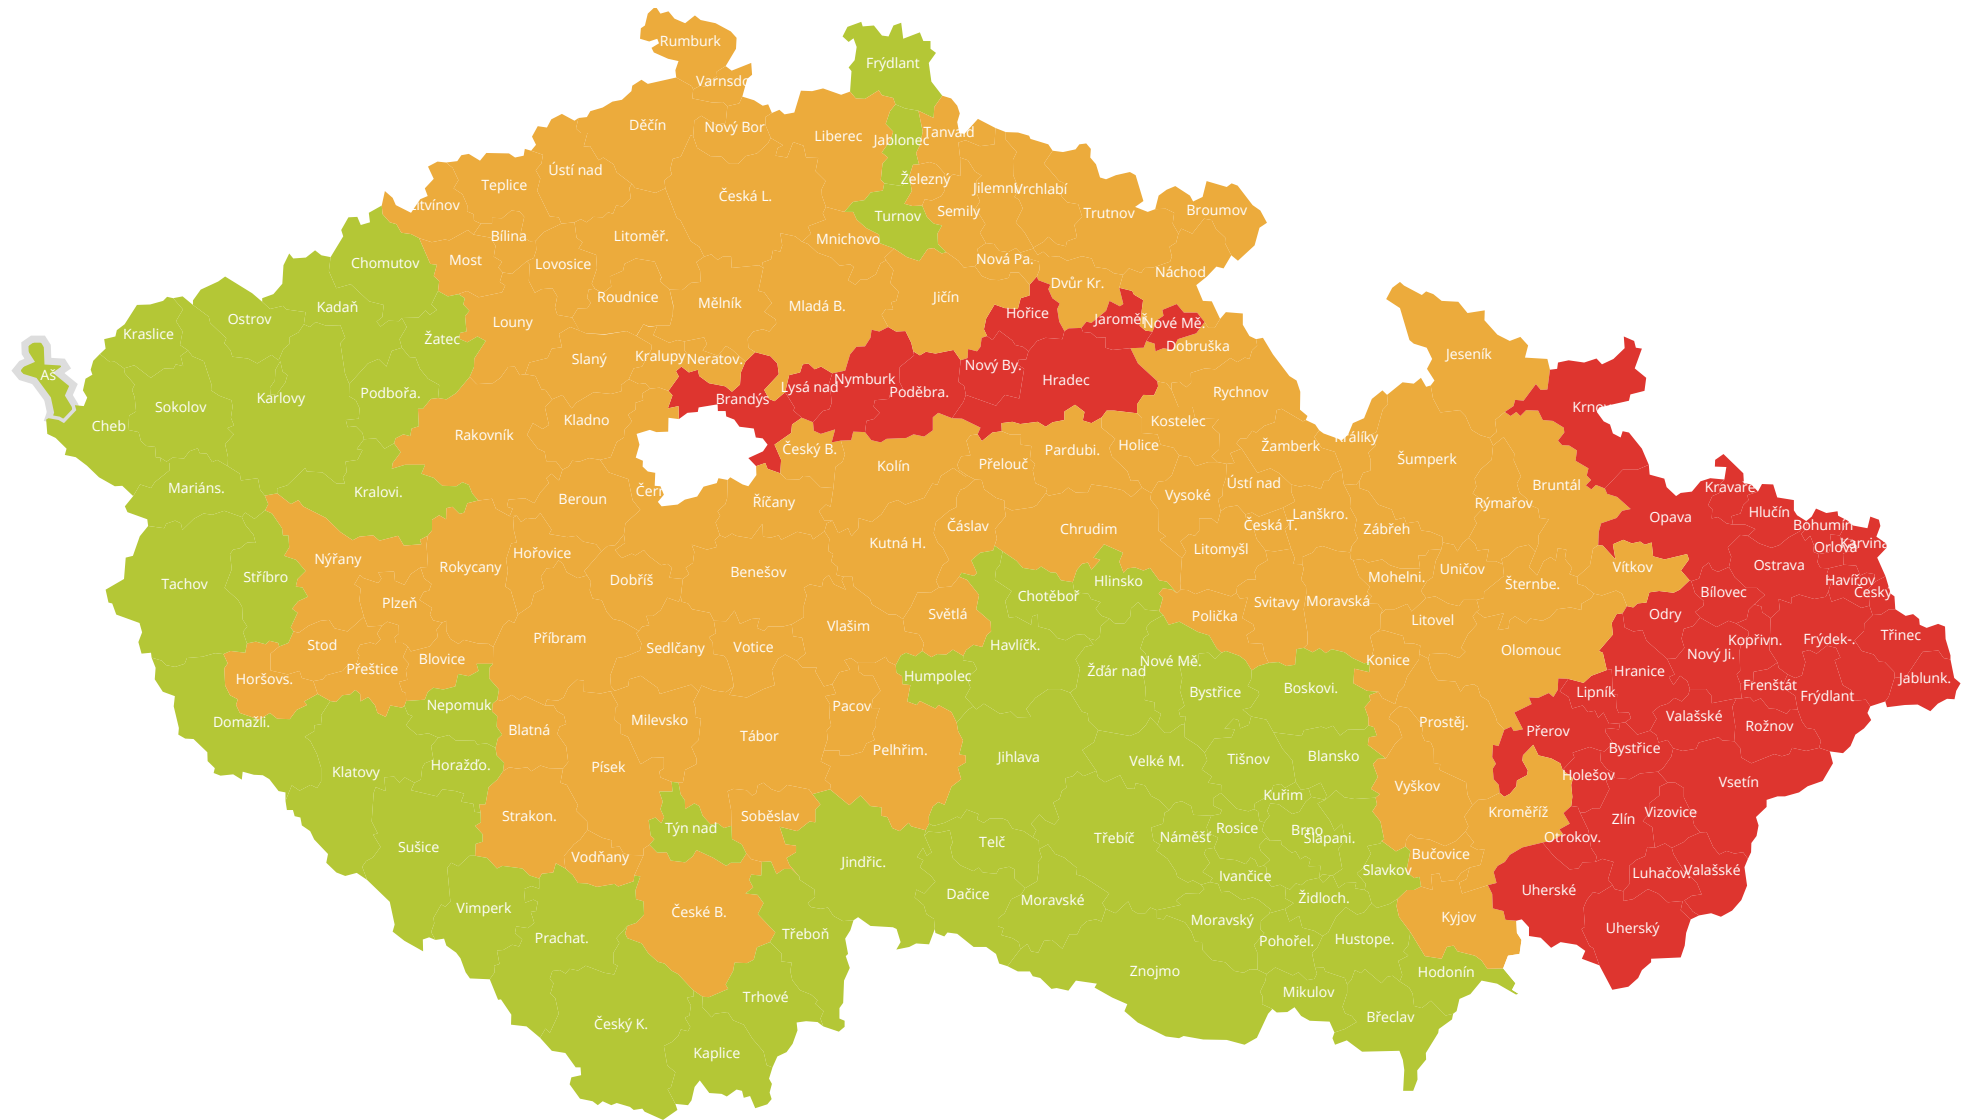 Rumburk
Frýdlant
Děčín
Nový Bor
Liberec
Jablonec
Tanvald
Ústí nad
Teplice
Česká L.
Železný
Vrchlabí
Semily
Turnov
Trutnov
Broumov
Bílina
Litoměř.
Mnichovo
Most
Lovosice
Chomutov
Nová Pa.
Náchod
Dvůr Kr.
Roudnice
Mělník
Mladá B.
Jičín
Kadaň
Ostrov
Louny
Hořice
Nové Mě.
Kraslice
Žatec
Dobruška
Slaný
Kralupy
Neratov.
Nový By.
Jeseník
Aš
Lysá nad
Nymburk
Hradec
Poděbra.
Podbořa.
Rychnov
Karlovy
Brandýs
Sokolov
Cheb
Kladno
Kostelec
Rakovník
Český B.
Pardubi.
Holice
Žamberk
Kolín
Přelouč
Šumperk
Mariáns.
Kralovi.
Beroun
Říčany
Vysoké
Ústí nad
Bruntál
Kravaře
Rýmařov
Hlučín
Čáslav
Chrudim
Česká T.
Lanškro.
Zábřeh
Opava
Bohumín
Kutná H.
Litomyšl
Orlová
Nýřany
Hořovice
Rokycany
Stříbro
Tachov
Dobříš
Benešov
Hlinsko
Chotěboř
Mohelni.
Uničov
Šternbe.
Vítkov
Ostrava
Havířov
Český
Bílovec
Plzeň
Světlá
Polička
Svitavy
Moravská
Litovel
Odry
Vlašim
Příbram
Sedlčany
Votice
Havlíčk.
Kopřivn.
Frýdek-.
Třinec
Stod
Přeštice
Blovice
Horšovs.
Humpolec
Žďár nad
Nové Mě.
Konice
Olomouc
Nový Ji.
Hranice
Frenštát
Jablunk.
Bystřice
Boskovi.
Lipník
Frýdlant
Nepomuk
Milevsko
Pacov
Domažli.
Blatná
Tábor
Pelhřim.
Prostěj.
Přerov
Valašské
Rožnov
Bystřice
Klatovy
Horažďo.
Písek
Jihlava
Velké M.
Tišnov
Blansko
Holešov
Vsetín
Vyškov
Kuřim
Strakon.
Soběslav
Týn nad
Kroměříž
Zlín
Vizovice
Telč
Třebíč
Náměšť
Rosice
Brno
Šlapani.
Otrokov.
Sušice
Vodňany
Jindřic.
Bučovice
Slavkov
Ivančice
Luhačov.
Valašské
Dačice
Moravské
Židloch.
Uherské
Vimperk
České B.
Moravský
Kyjov
Uherský
Prachat.
Třeboň
Pohořel.
Hustope.
Znojmo
Hodonín
Trhové
Mikulov
Český K.
Břeclav
Kaplice